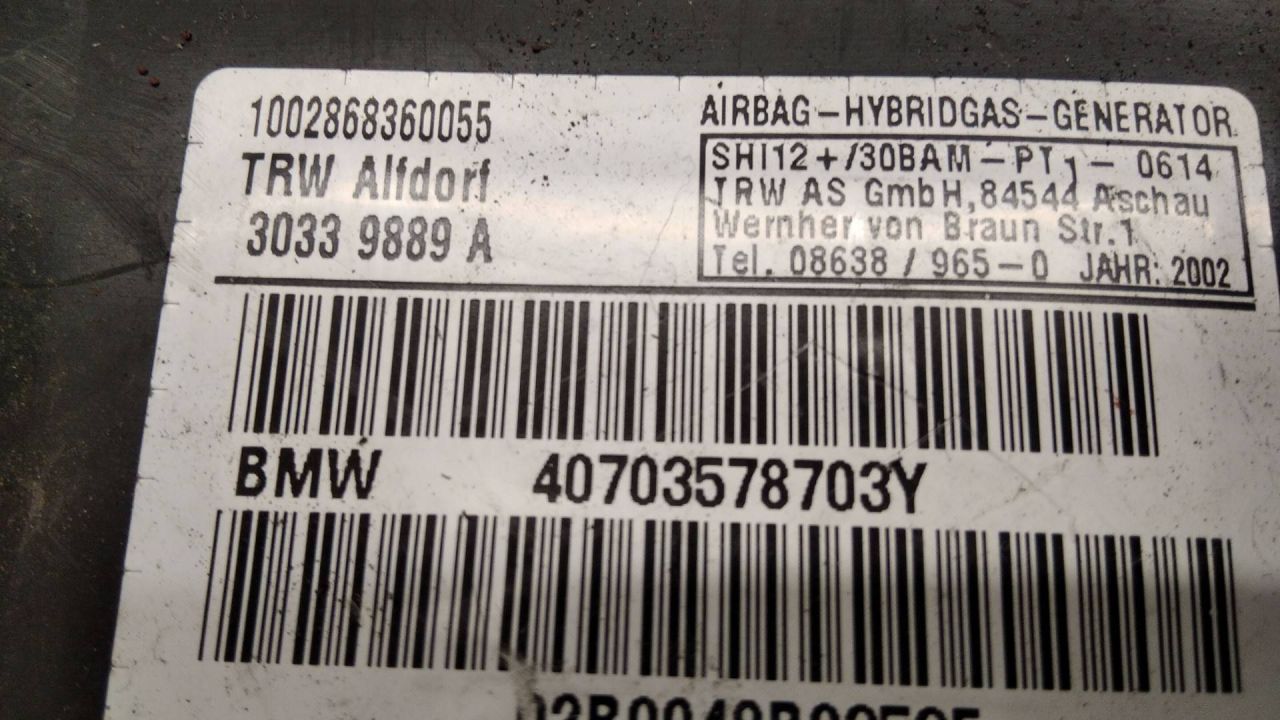 1002868360055
TRW Alfdorf
3033 9889 A
AIRBAG-HYBRIDGAS-GENERATOR
SHI12+/30BAM-PT1-0614
TRW AS GmbH,84544 Aschau
Wernher von Braun Str.1
Tel. 08638 / 965-0 JAHR: 2002
BMW 40703578703Y